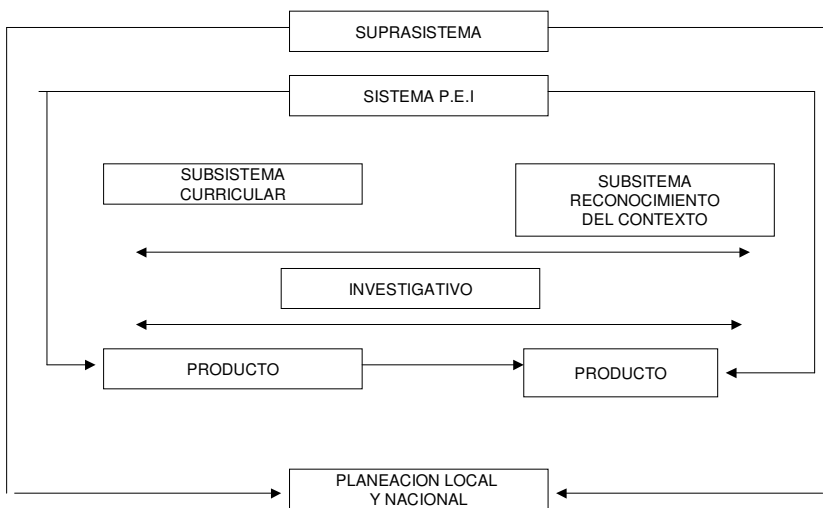 SUPRASISTEMA
SISTEMA P.E.I
SUBSISTEMA
CURRICULAR
SUBSITEMA
RECONOCIMIENTO
DEL CONTEXTO
INVESTIGATIVO
PRODUCTO
PRODUCTO
PLANEACION LOCAL
Y NACIONAL